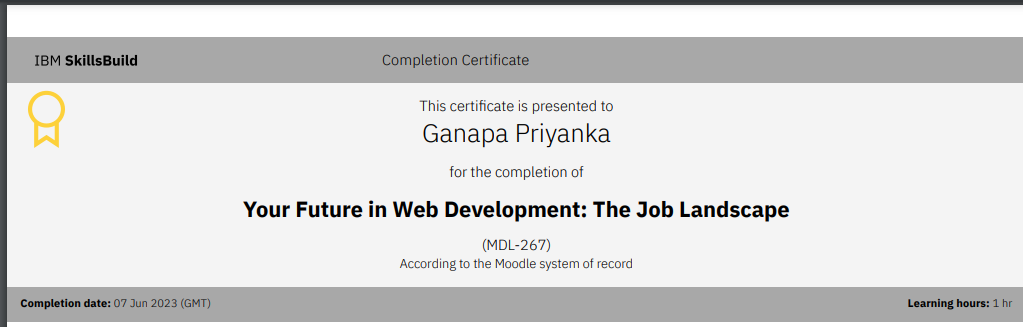 IBM SkillsBuild
Completion Certificate
This certificate is presented to
Ganapa Priyanka
for the completion of
Your Future in Web Development: The Job Landscape
(MDL-267)
According to the Moodle system of record
Completion date: 07 Jun 2023 (GMT)
Learning hours: 1 hr